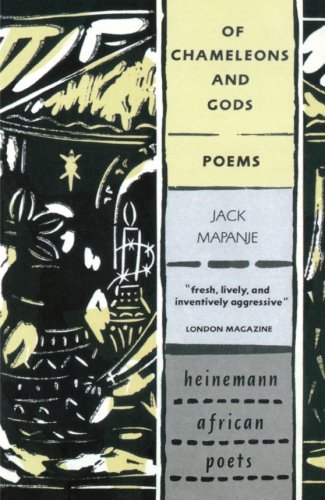 OF
CHAMELEONS
AND
GODS
POEMS
JACK
MAPANJE
"fresh, lively, and
inventively aggressive"
LONDON MAGAZINE
heinemann
african
poets